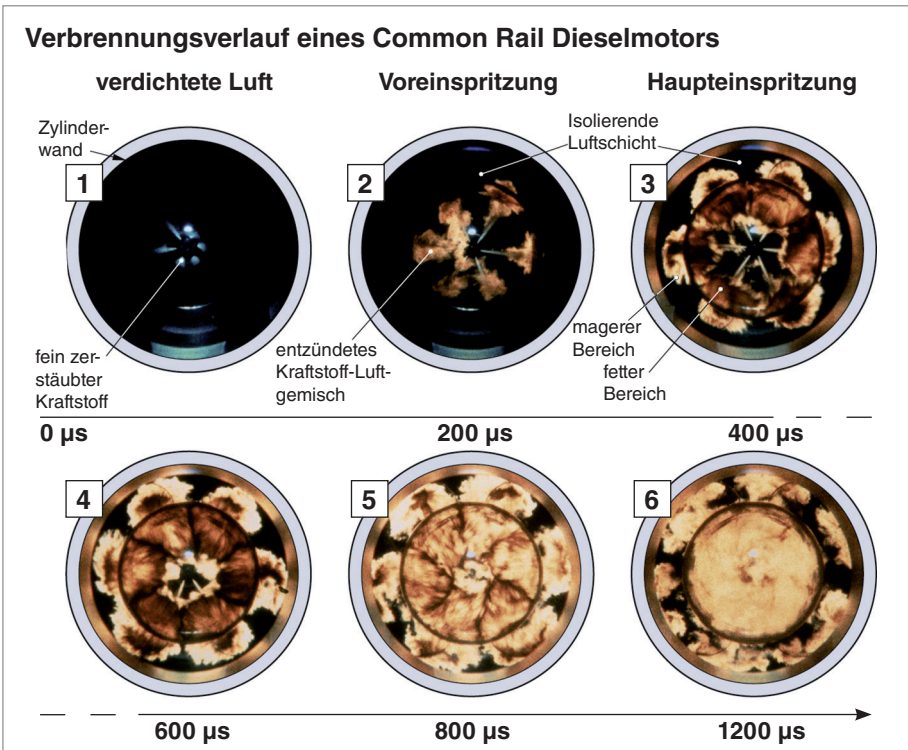 Verbrennungsverlauf eines Common Rail Dieselmotors
verdichtete Luft
Voreinspritzung
Haupteinspritzung
Zylinder-
wand
Isolierende
Luftschicht
1
2
3
fein zer-
stäubter
Kraftstoff
entzündetes
Kraftstoff-Luft-
gemisch
magerer
Bereich
fetter
Bereich
0 µs
200 µs
400 µs
4
5
6
600 µs
800 µs
1200 µs